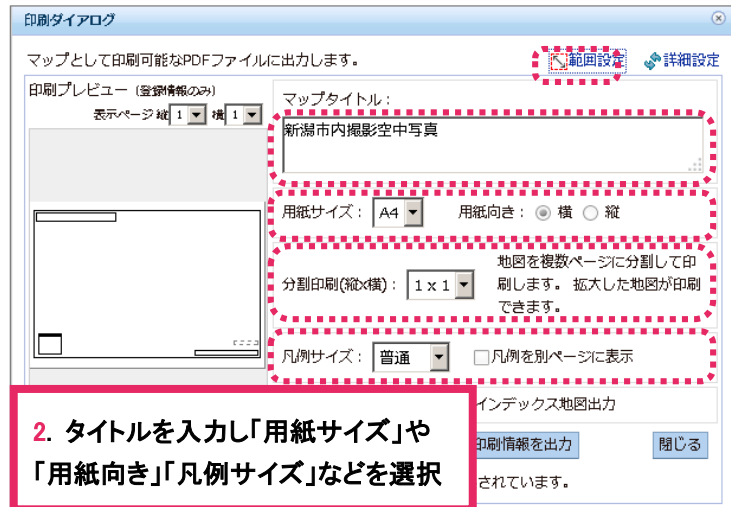 印刷ダイアログ
マップとして印刷可能なPDFファイルに出力します。
範囲設定 詳細設定
印刷プレビュー (登録情報のみ)
表示ページ 縦 1 横 1
マップタイトル：
新潟市内撮影空中写真
用紙サイズ： A4 用紙向き： 横 縦
分割印刷(縦x横)： 1 x 1
地図を複数ページに分割して印
刷します。 拡大した地図が印刷
できます。
凡例サイズ： 普通 凡例を別ページに表示
インデックス地図出力
印刷情報を出力 閉じる
されています。
2. タイトルを入力し「用紙サイズ」や
「用紙向き」「凡例サイズ」などを選択